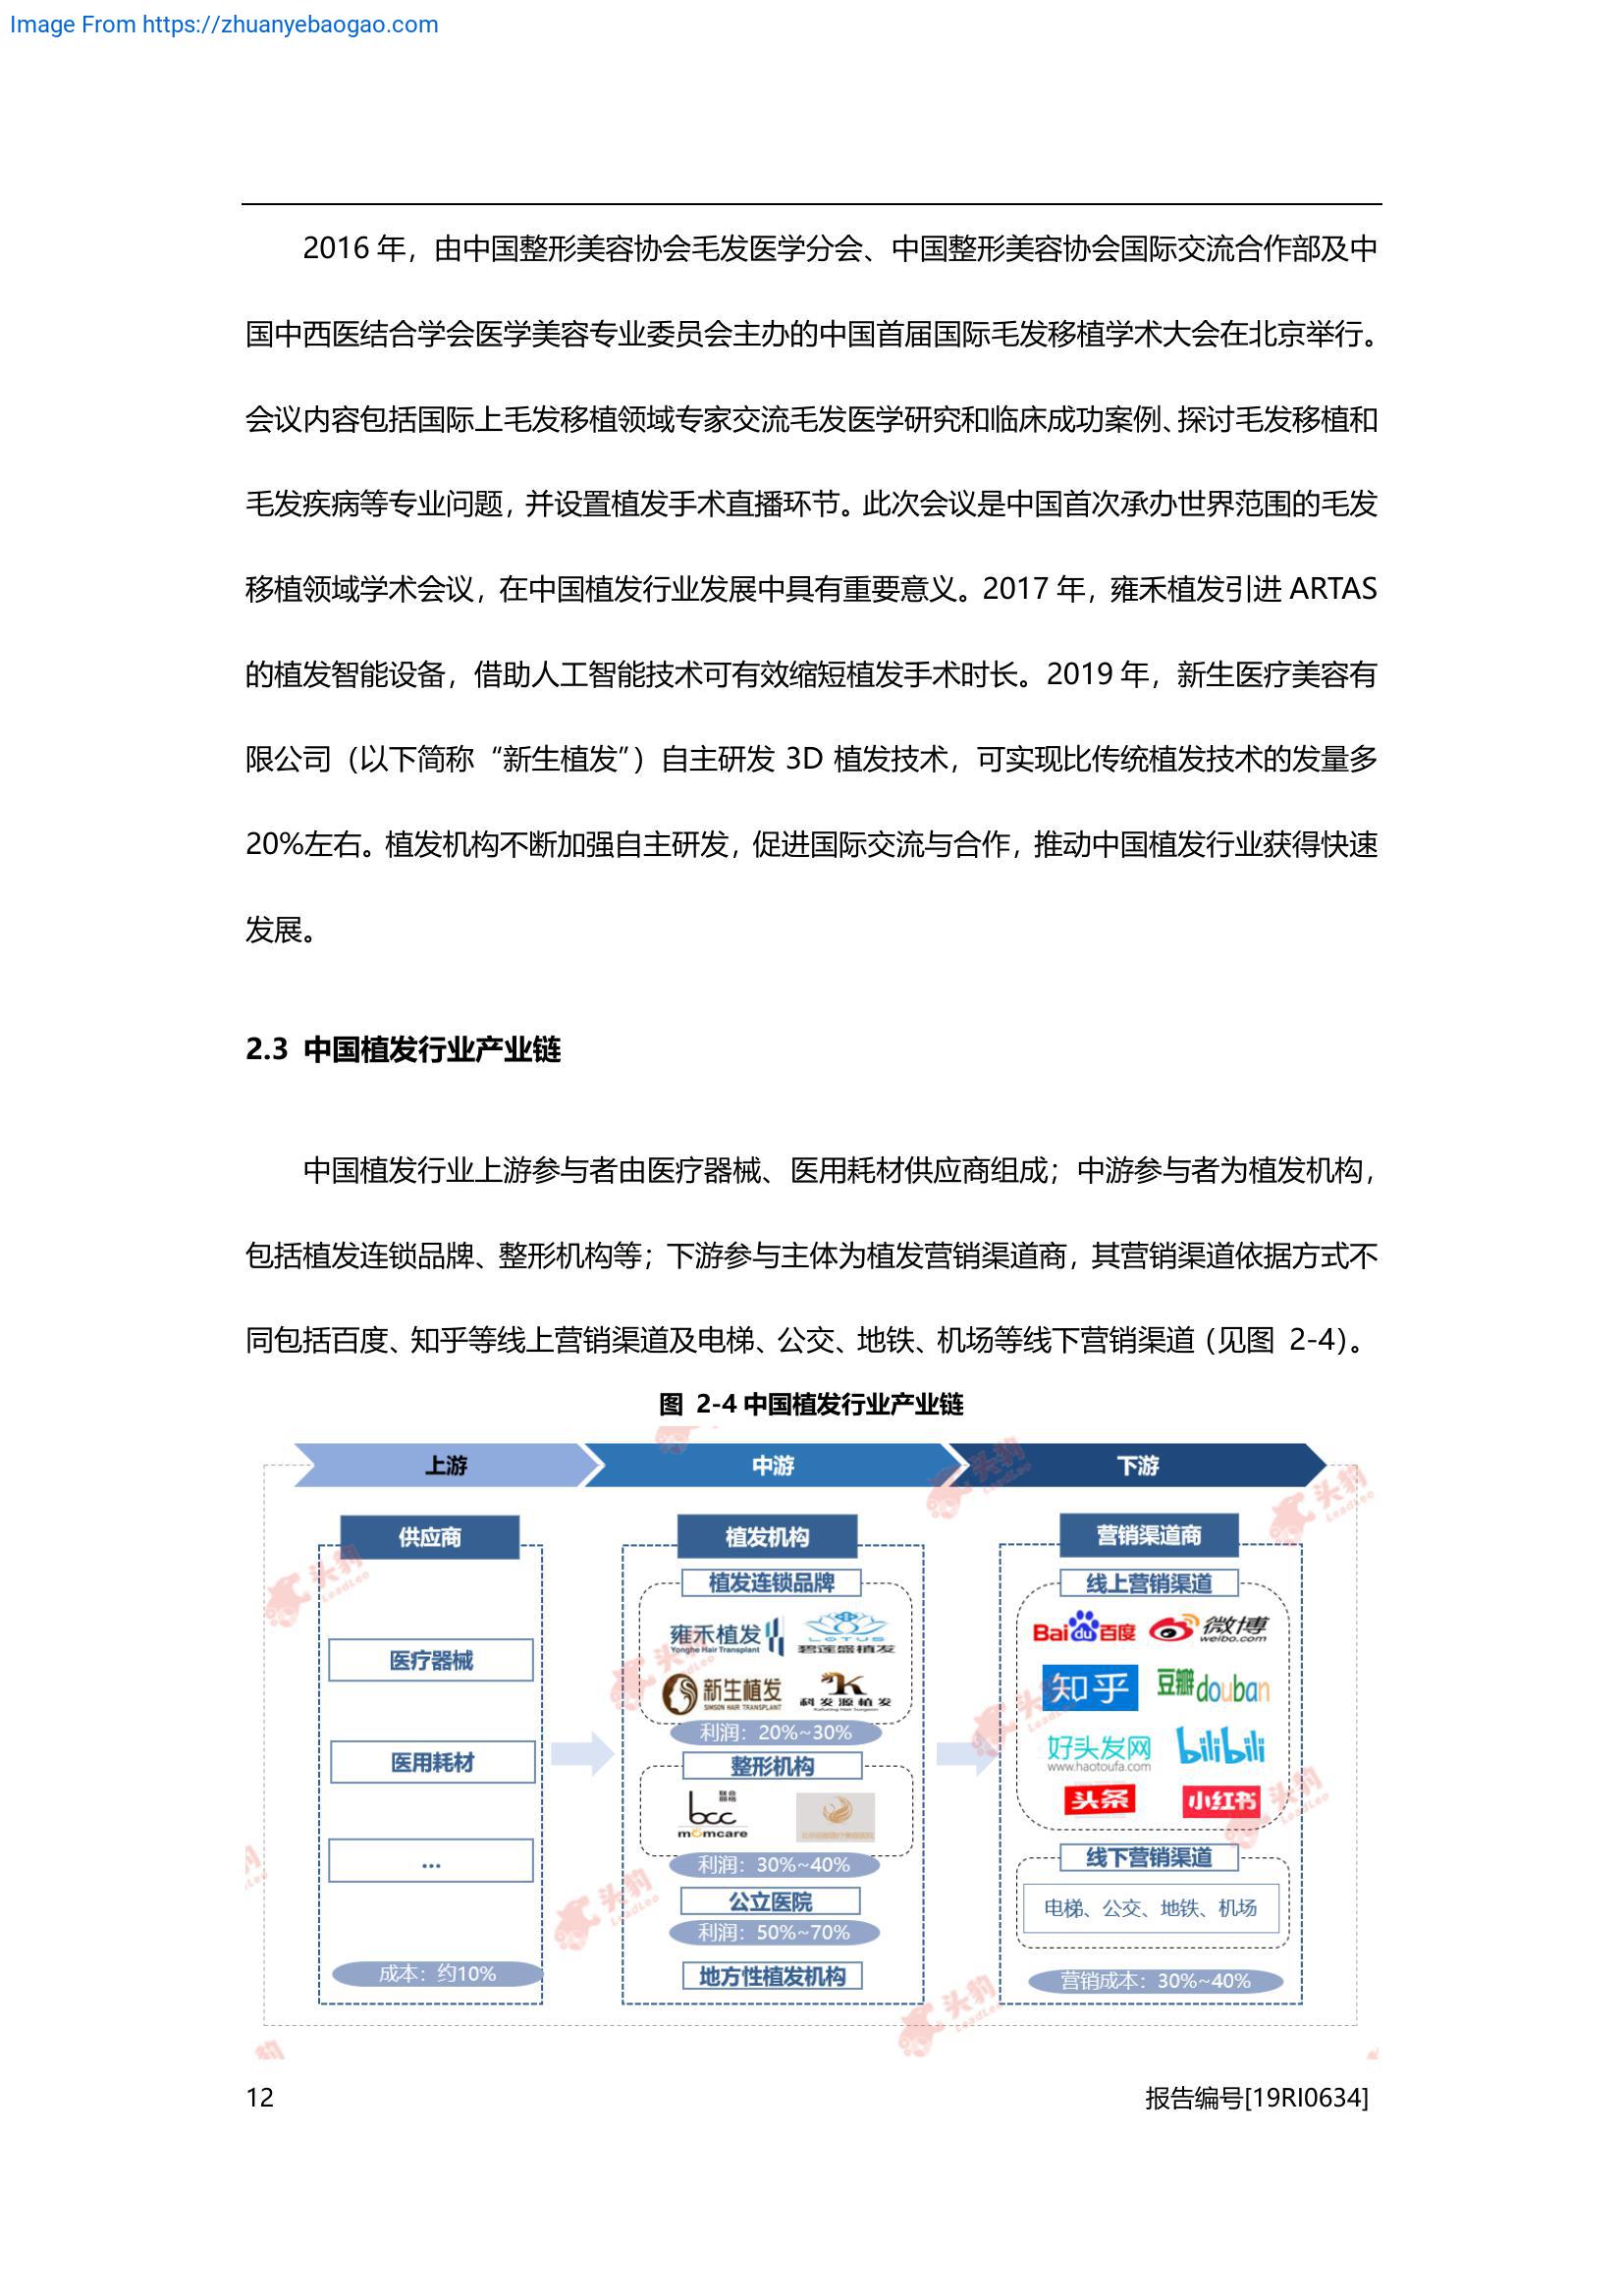 Image From https://zhuanyebaogao.com
2016 年，由中国整形美容协会毛发医学分会、中国整形美容协会国际交流合作部及中
国中西医结合学会医学美容专业委员会主办的中国首届国际毛发移植学术大会在北京举行。
会议内容包括国际上毛发移植领域专家交流毛发医学研究和临床成功案例、探讨毛发移植和
毛发疾病等专业问题，并设置植发手术直播环节。此次会议是中国首次承办世界范围的毛发
移植领域学术会议，在中国植发行业发展中具有重要意义。2017 年，雍禾植发引进 ARTAS
的植发智能设备，借助人工智能技术可有效缩短植发手术时长。2019 年，新生医疗美容有
限公司（以下简称“新生植发”）自主研发 3D 植发技术，可实现比传统植发技术的发量多
20%左右。植发机构不断加强自主研发，促进国际交流与合作，推动中国植发行业获得快速
发展。
2.3 中国植发行业产业链
中国植发行业上游参与者由医疗器械、医用耗材供应商组成；中游参与者为植发机构，
包括植发连锁品牌、整形机构等；下游参与主体为植发营销渠道商，其营销渠道依据方式不
同包括百度、知乎等线上营销渠道及电梯、公交、地铁、机场等线下营销渠道（见图 2-4）。
图 2-4 中国植发行业产业链
上游
中游
下游
供应商
医疗器械
医用耗材
...
成本：约10%
植发机构
植发连锁品牌
雍禾植发
Yonghe Hair Transplant
LOTUS
碧莲盛植发
新生植发
SIMSON HAIR TRANSPLANT
K
科发源植发
利润：20%~30%
整形机构
联合丽格
bcc
momcare
利润：30%~40%
公立医院
利润：50%~70%
地方性植发机构
营销渠道商
线上营销渠道
Bai du 百度
微博
weibo.com
知乎
豆瓣douban
好头发网
www.haotoufa.com
bilibili
头条
小红书
线下营销渠道
电梯、公交、地铁、机场
营销成本：30%~40%
头豹
LeadLeo
12
报告编号[19RI0634]